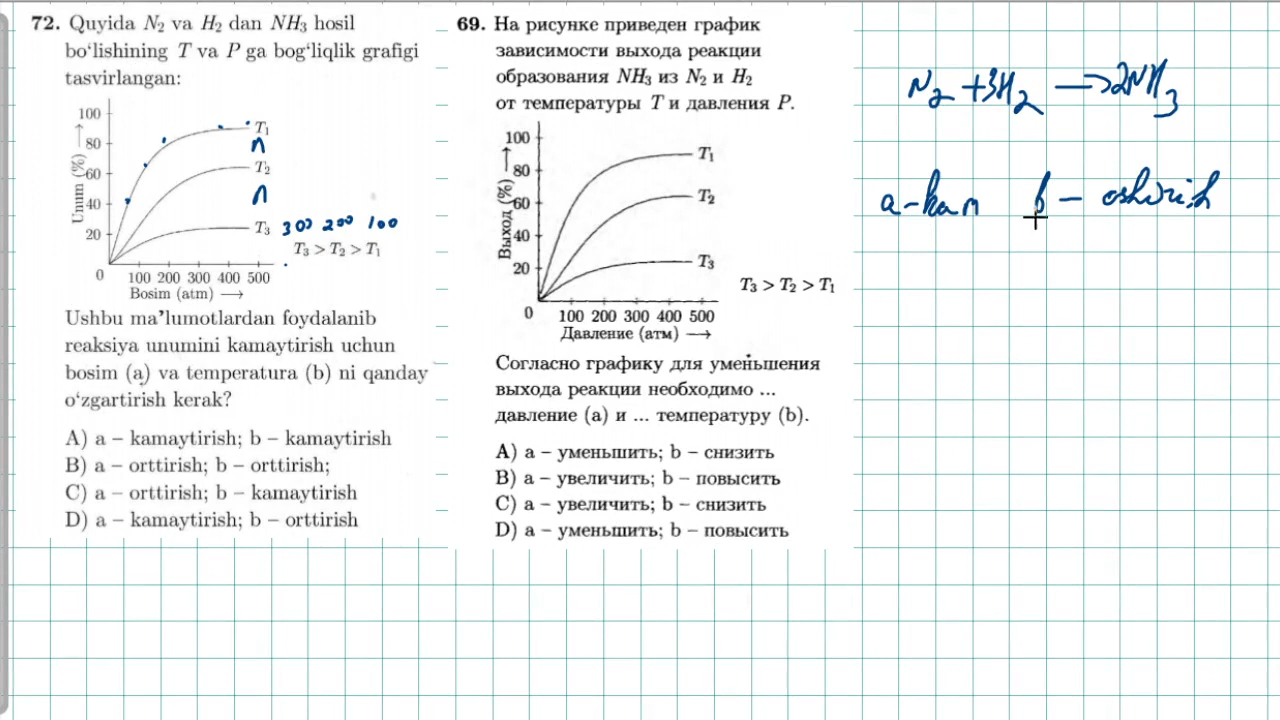 72. Quyida N₂ va H₂ dan NH₃ hosil
bo‘lishining T va P ga bog‘liqlik grafigi
tasvirlangan:
100
80
60
40
20
0
Unum (%) →
T₁
n
T₂
n
T₃
300 200 100
T₃ > T₂ > T₁
100 200 300 400 500
Bosim (atm) →
Ushbu ma’lumotlardan foydalanib
reaksiya unumini kamaytirish uchun
bosim (a) va temperatura (b) ni qanday
o‘zgartirish kerak?
A) a – kamaytirish; b – kamaytirish
B) a – orttirish; b – orttirish;
C) a – orttirish; b – kamaytirish
D) a – kamaytirish; b – orttirish
69. На рисунке приведен график
зависимости выхода реакции
образования NH₃ из N₂ и H₂
от температуры T и давления P.
100
80
60
40
20
0
Выход (%) →
T₁
T₂
T₃
T₃ > T₂ > T₁
100 200 300 400 500
Давление (атм) →
Согласно графику для уменьшения
выхода реакции необходимо ...
давление (a) и ... температуру (b).
A) a – уменьшить; b – снизить
B) a – увеличить; b – повысить
C) a – увеличить; b – снизить
D) a – уменьшить; b – повысить
N₂ + 3H₂ → 2NH₃
a – kam b – oshirish